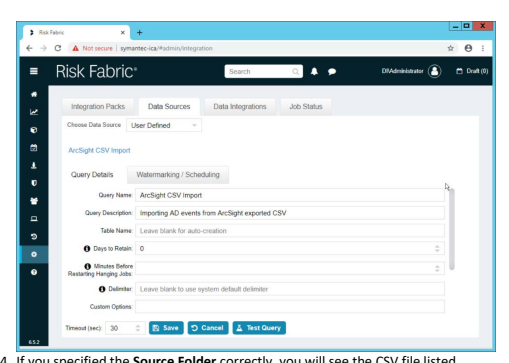 Risk Fabric
Not secure | symantec-ica/#admin/integration
Risk Fabric®
Search
DI\Administrator
Draft (0)
Integration Packs
Data Sources
Data Integrations
Job Status
Choose Data Source
User Defined
ArcSight CSV Import
Query Details
Watermarking / Scheduling
Query Name:
ArcSight CSV Import
Query Description:
Importing AD events from ArcSight exported CSV
Table Name:
Leave blank for auto-creation
Days to Retain:
0
Minutes Before
Restarting Hanging Jobs:
Delimiter:
Leave blank to use system default delimiter
Custom Options:
Timeout (sec): 30
Save
Cancel
Test Query
6.5.2
4. If you specified the Source Folder correctly, you will see the CSV file listed